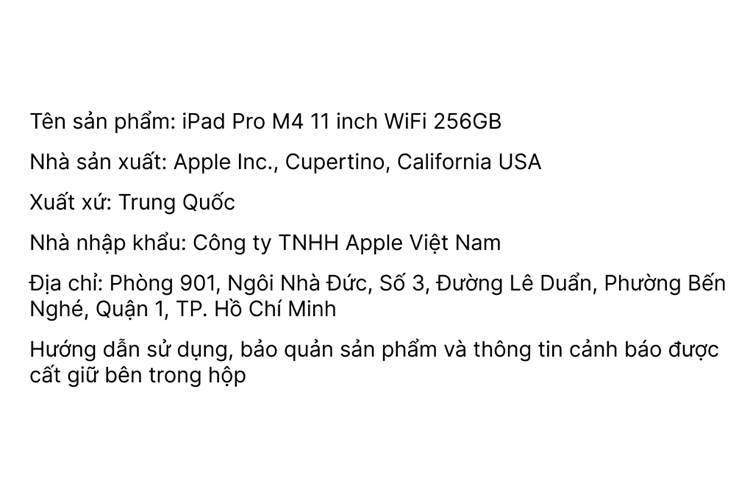 Tên sản phẩm: iPad Pro M4 11 inch WiFi 256GB
Nhà sản xuất: Apple Inc., Cupertino, California USA
Xuất xứ: Trung Quốc
Nhà nhập khẩu: Công ty TNHH Apple Việt Nam
Địa chỉ: Phòng 901, Ngôi Nhà Đức, Số 3, Đường Lê Duẩn, Phường Bến
Nghé, Quận 1, TP. Hồ Chí Minh
Hướng dẫn sử dụng, bảo quản sản phẩm và thông tin cảnh báo được
cất giữ bên trong hộp